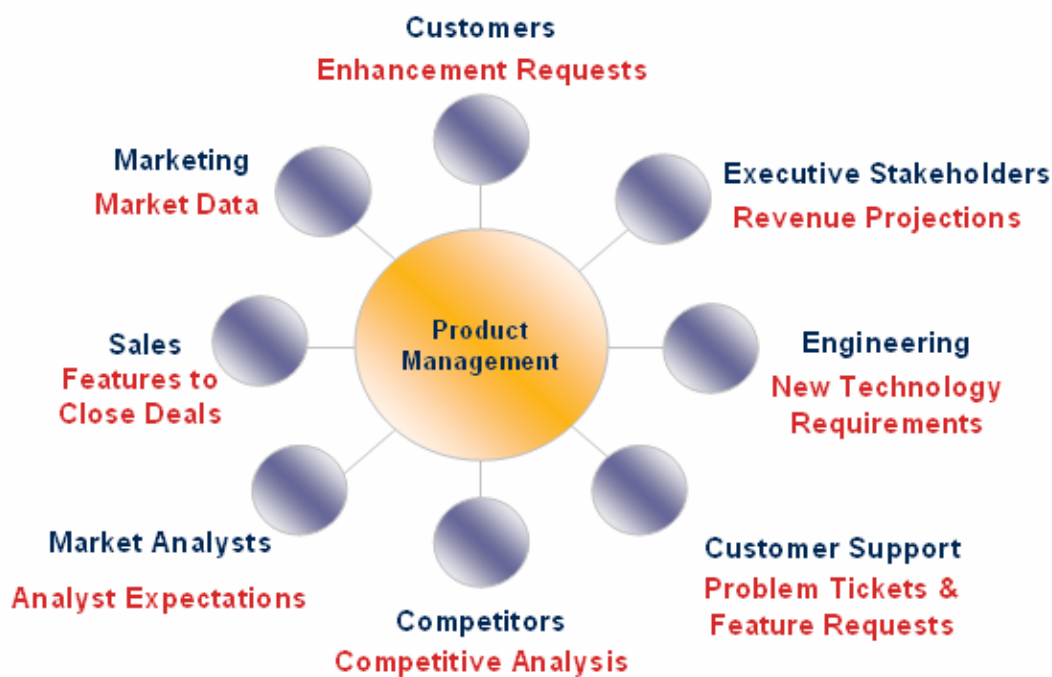 Customers
Enhancement Requests
Marketing
Market Data
Executive Stakeholders
Revenue Projections
Product
Management
Sales
Features to
Close Deals
Engineering
New Technology
Requirements
Market Analysts
Analyst Expectations
Competitors
Competitive Analysis
Customer Support
Problem Tickets &
Feature Requests